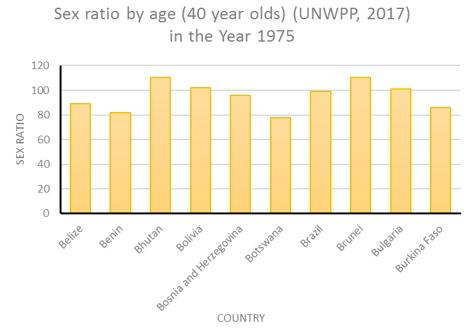 Sex ratio by age (40 year olds) (UNWPP, 2017)
in the Year 1975
SEX RATIO
120
100
80
60
40
20
0
Belize
Benin
Bhutan
Bolivia
Bosnia and Herzegovina
Botswana
Brazil
Brunei
Bulgaria
Burkina Faso
COUNTRY